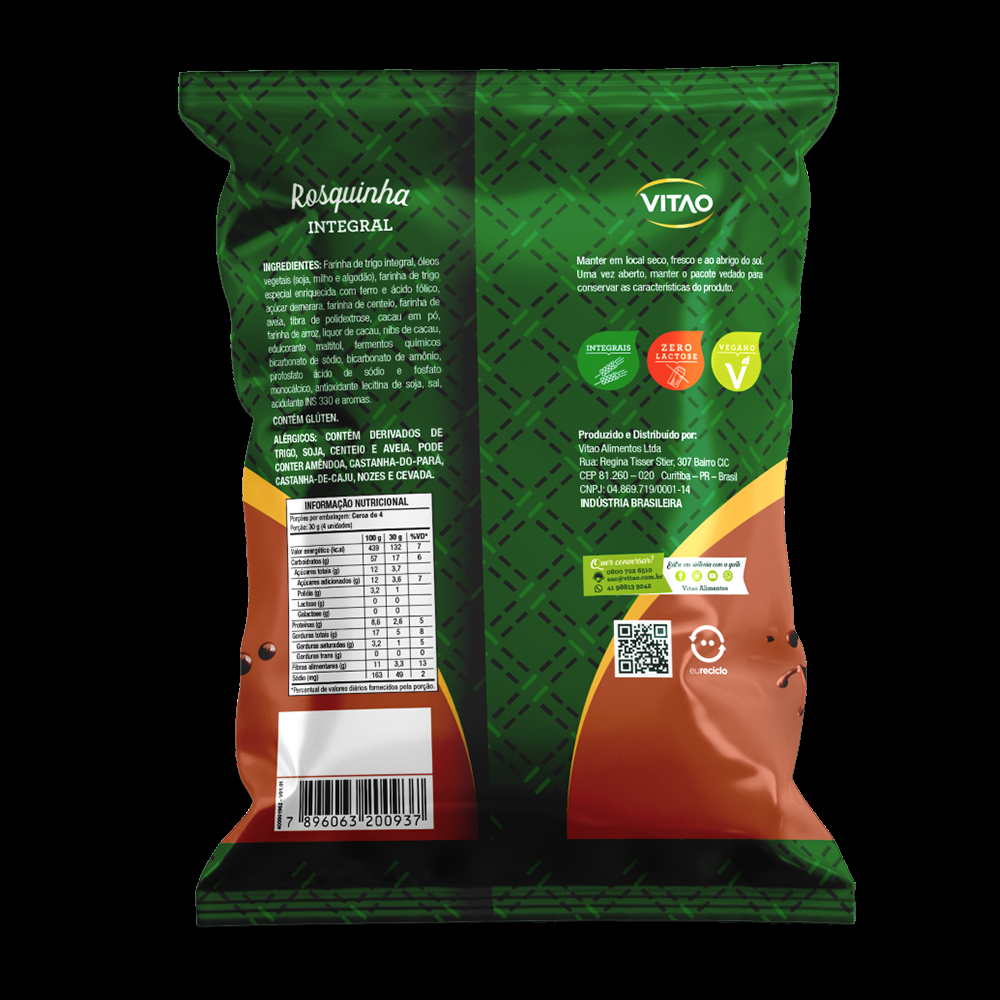 Rosquinha
INTEGRAL
INGREDIENTES: Farinha de trigo integral, óleos
vegetais (soja, milho e algodão), farinha de trigo
especial enriquecida com ferro e ácido fólico,
açúcar demerara, farinha de centeio, farinha de
aveia, fibra de polidextrose, cacau em pó,
farinha de arroz, liquor de cacau, nibs de cacau,
edulcorante maltitol, fermentos químicos
bicarbonato de sódio, bicarbonato de amônio,
pirofosfato ácido de sódio e fosfato
monocálcico, antioxidante lecitina de soja, sal,
acidulante INS 330 e aromas.
CONTÉM GLÚTEN.
ALÉRGICOS: CONTÉM DERIVADOS DE
TRIGO, SOJA, CENTEIO E AVEIA. PODE
CONTER AMÊNDOA, CASTANHA-DO-PARÁ,
CASTANHA-DE-CAJU, NOZES E CEVADA.
INFORMAÇÃO NUTRICIONAL
Porções por embalagem: Cerca de 4
Porção: 30 g (4 unidades)
100 g 30 g %VD*
Valor energético (kcal) 439 132 7
Carboidratos (g) 57 17 6
Açúcares totais (g) 12 3,7
Açúcares adicionados (g) 12 3,6 7
Polióis (g) 3,2 1
Lactose (g) 0 0
Galactose (g) 0 0
Proteínas (g) 8,6 2,6 5
Gorduras totais (g) 17 5 8
Gorduras saturadas (g) 3,2 1 5
Gorduras trans (g) 0 0 0
Fibras alimentares (g) 11 3,3 13
Sódio (mg) 163 49 2
*Percentual de valores diários fornecidos pela porção.
7 896063 200937
VITAO
Manter em local seco, fresco e ao abrigo do sol.
Uma vez aberto, manter o pacote vedado para
conservar as características do produto.
INTEGRAIS
ZERO
LACTOSE
VEGANO
V
Produzido e Distribuído por:
Vitao Alimentos Ltda
Rua: Regina Tisser Stier, 307 Bairro CIC
CEP 81.260 – 020 Curitiba – PR – Brasil
CNPJ: 04.869.719/0001-14
INDÚSTRIA BRASILEIRA
Quer conversar?
0800 722 6510
sac@vitao.com.br
41 98813 9242
Entre em sintonia com a gente
Vitao Alimentos
eureciclo